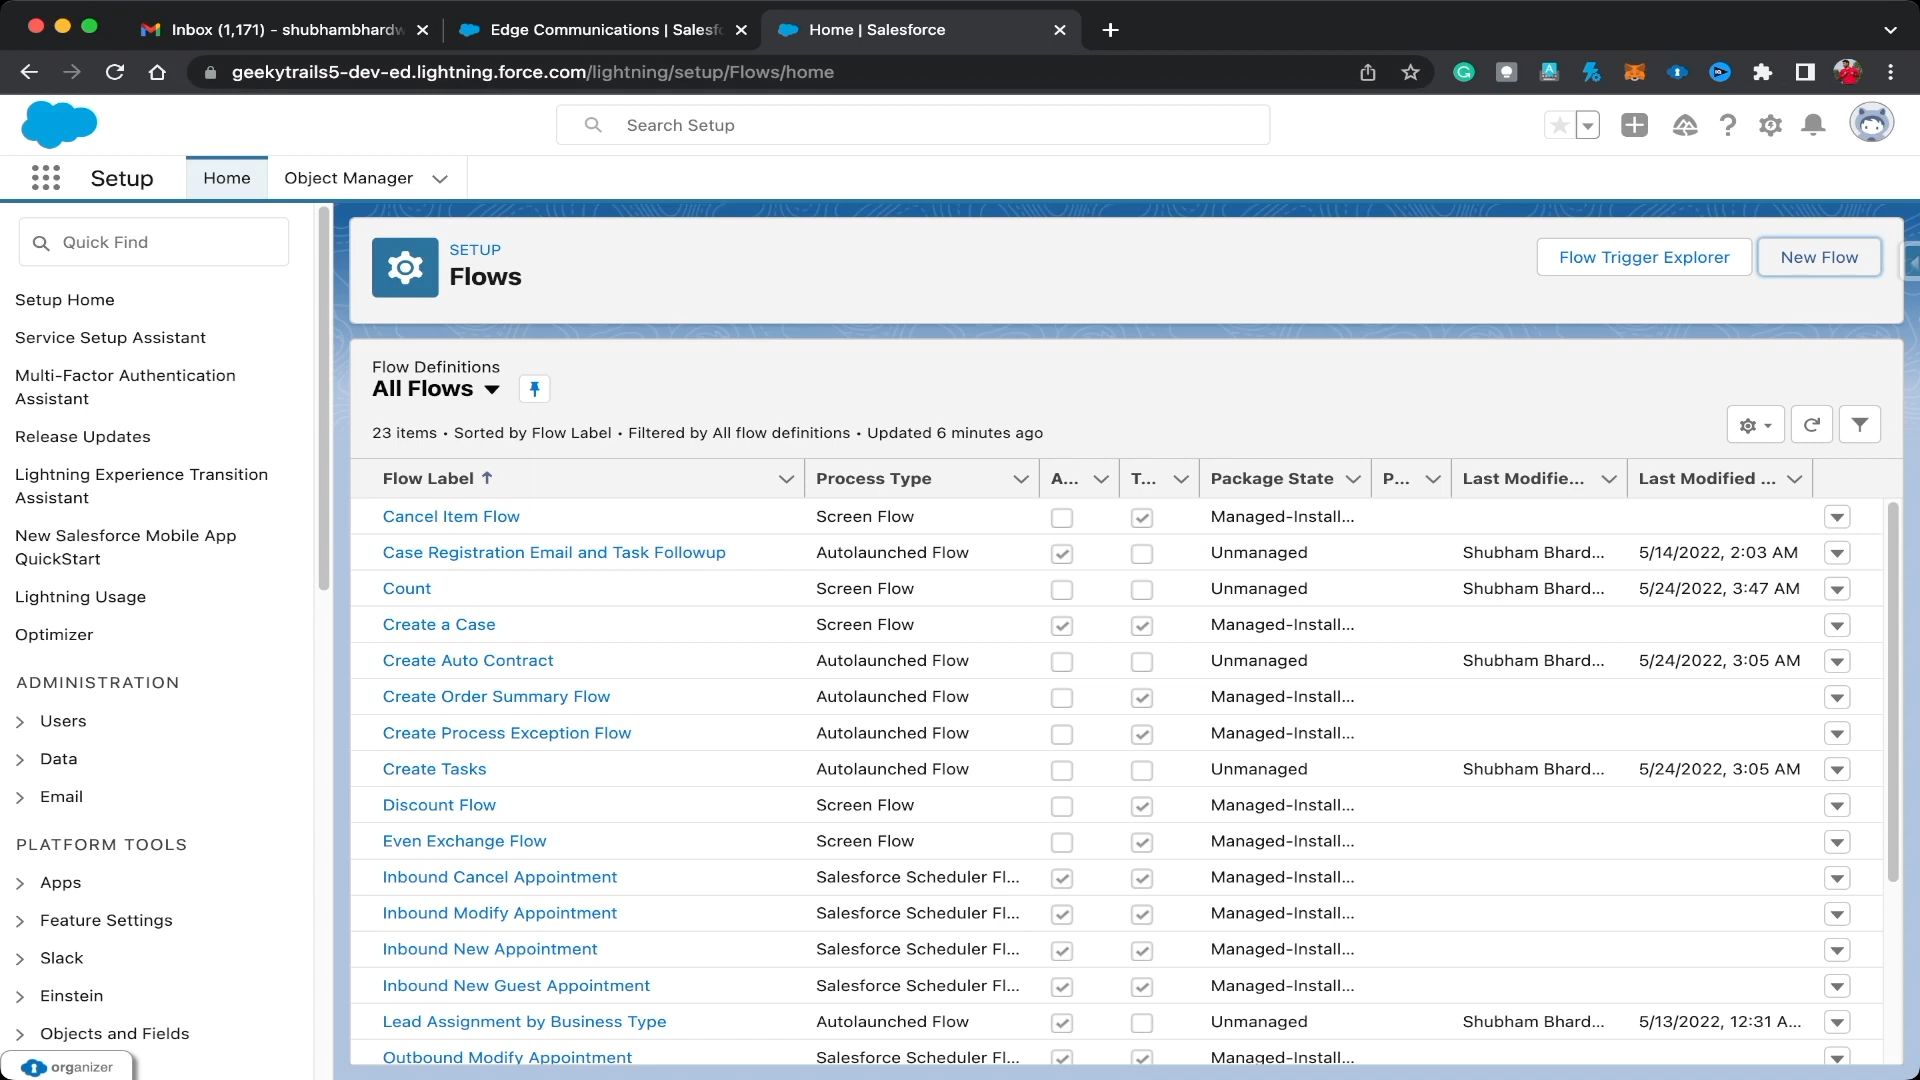 Inbox (1,171) - shubhambhardw
Edge Communications | Salesfo
Home | Salesforce
geekytrails5-dev-ed.lightning.force.com/lightning/setup/Flows/home
Search Setup
Setup
Home
Object Manager
Quick Find
Setup Home
Service Setup Assistant
Multi-Factor Authentication
Assistant
Release Updates
Lightning Experience Transition
Assistant
New Salesforce Mobile App
QuickStart
Lightning Usage
Optimizer
ADMINISTRATION
Users
Data
Email
PLATFORM TOOLS
Apps
Feature Settings
Slack
Einstein
Objects and Fields
organizer
SETUP
Flows
Flow Trigger Explorer
New Flow
Flow Definitions
All Flows
23 items • Sorted by Flow Label • Filtered by All flow definitions • Updated 6 minutes ago
Flow Label Process Type A... T... Package State P... Last Modifie... Last Modified ...
Cancel Item Flow Screen Flow Managed-Install...
Case Registration Email and Task Followup Autolaunched Flow Unmanaged Shubham Bhard... 5/14/2022, 2:03 AM
Count Screen Flow Unmanaged Shubham Bhard... 5/24/2022, 3:47 AM
Create a Case Screen Flow Managed-Install...
Create Auto Contract Autolaunched Flow Unmanaged Shubham Bhard... 5/24/2022, 3:05 AM
Create Order Summary Flow Autolaunched Flow Managed-Install...
Create Process Exception Flow Autolaunched Flow Managed-Install...
Create Tasks Autolaunched Flow Unmanaged Shubham Bhard... 5/24/2022, 3:05 AM
Discount Flow Screen Flow Managed-Install...
Even Exchange Flow Screen Flow Managed-Install...
Inbound Cancel Appointment Salesforce Scheduler Fl... Managed-Install...
Inbound Modify Appointment Salesforce Scheduler Fl... Managed-Install...
Inbound New Appointment Salesforce Scheduler Fl... Managed-Install...
Inbound New Guest Appointment Salesforce Scheduler Fl... Managed-Install...
Lead Assignment by Business Type Autolaunched Flow Unmanaged Shubham Bhard... 5/13/2022, 12:31 A...
Outbound Modify Appointment Salesforce Scheduler Fl... Managed-Install...